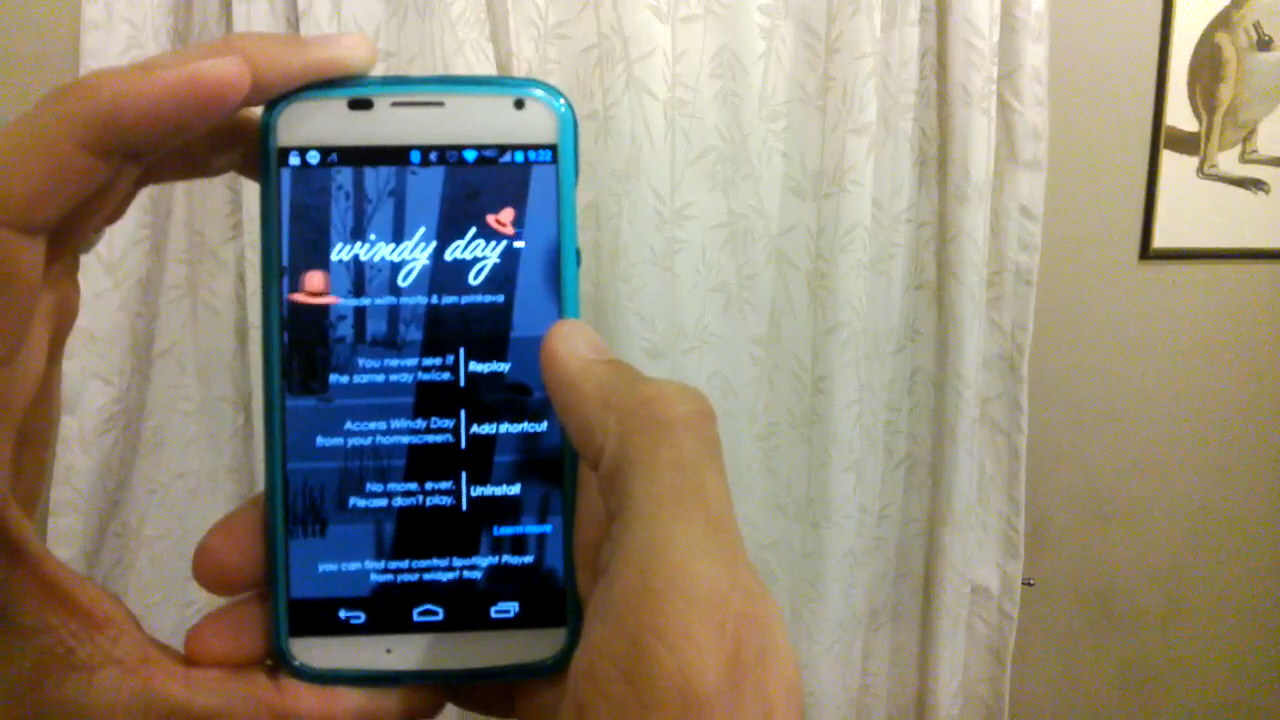 9:22
windy day
made with moto & jan pinkava
You never see it
the same way twice.
Replay
Access Windy Day
from your homescreen.
Add shortcut
No more, ever.
Please don't play.
Uninstall
Learn more
you can find and control Spotlight Player
from your widget tray